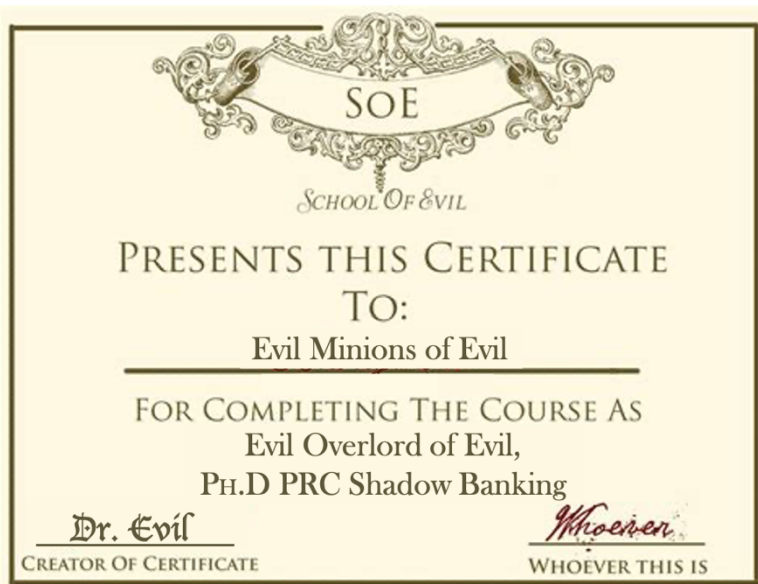 SOE
SCHOOL OF EVIL
PRESENTS THIS CERTIFICATE
TO:
Evil Minions of Evil
FOR COMPLETING THE COURSE AS
Evil Overlord of Evil,
PH.D PRC Shadow Banking
Dr. Evil
Whoever
CREATOR OF CERTIFICATE
WHOEVER THIS IS